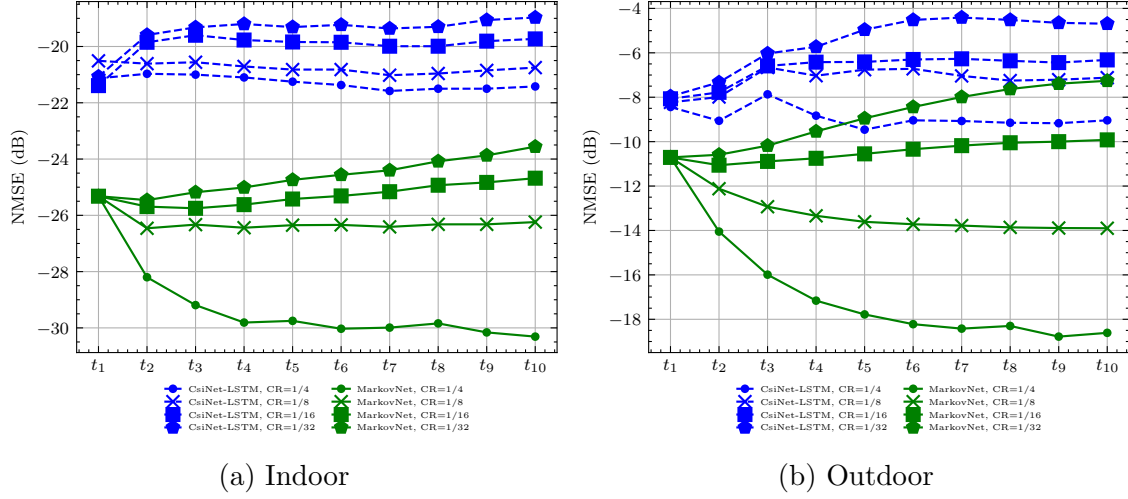 −20
−22
−24
−26
−28
−30
NMSE (dB)
t1 t2 t3 t4 t5 t6 t7 t8 t9 t10
CsiNet-LSTM, CR=1/4
CsiNet-LSTM, CR=1/8
CsiNet-LSTM, CR=1/16
CsiNet-LSTM, CR=1/32
MarkovNet, CR=1/4
MarkovNet, CR=1/8
MarkovNet, CR=1/16
MarkovNet, CR=1/32
(a) Indoor
−4
−6
−8
−10
−12
−14
−16
−18
NMSE (dB)
t1 t2 t3 t4 t5 t6 t7 t8 t9 t10
CsiNet-LSTM, CR=1/4
CsiNet-LSTM, CR=1/8
CsiNet-LSTM, CR=1/16
CsiNet-LSTM, CR=1/32
MarkovNet, CR=1/4
MarkovNet, CR=1/8
MarkovNet, CR=1/16
MarkovNet, CR=1/32
(b) Outdoor